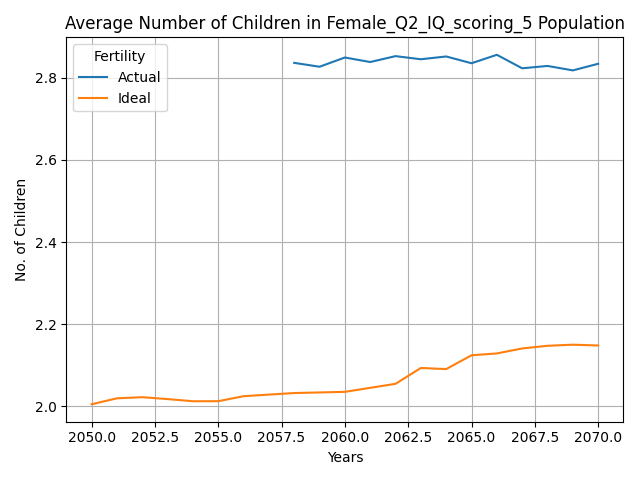 Average Number of Children in Female_Q2_IQ_scoring_5 Population
Fertility
Actual
Ideal
No. of Children
2.8
2.6
2.4
2.2
2.0
2050.0 2052.5 2055.0 2057.5 2060.0 2062.5 2065.0 2067.5 2070.0
Years